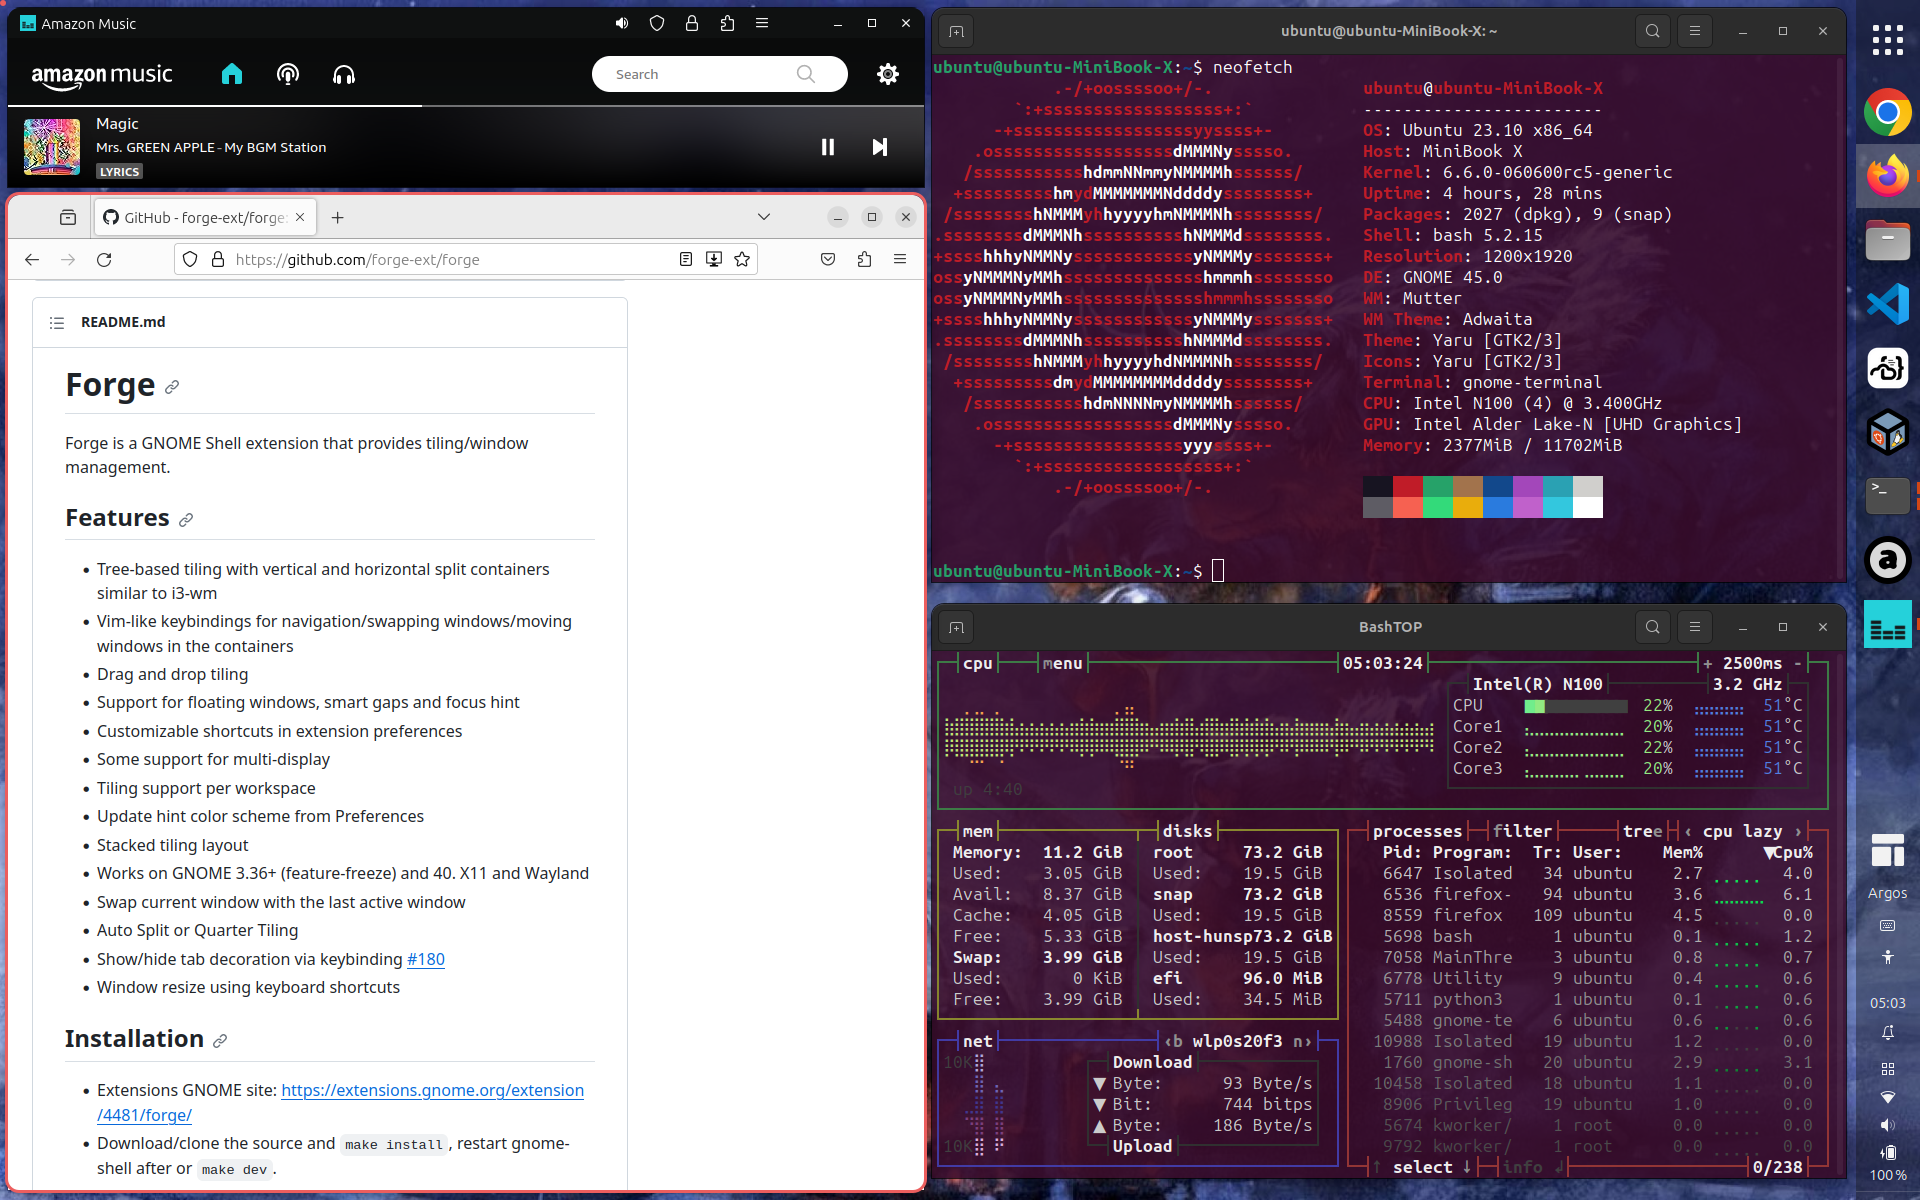 Amazon Music
amazon music
Search
Magic
Mrs. GREEN APPLE - My BGM Station
LYRICS
GitHub - forge-ext/forge:
https://github.com/forge-ext/forge
README.md
Forge
Forge is a GNOME Shell extension that provides tiling/window
management.
Features
Tree-based tiling with vertical and horizontal split containers
similar to i3-wm
Vim-like keybindings for navigation/swapping windows/moving
windows in the containers
Drag and drop tiling
Support for floating windows, smart gaps and focus hint
Customizable shortcuts in extension preferences
Some support for multi-display
Tiling support per workspace
Update hint color scheme from Preferences
Stacked tiling layout
Works on GNOME 3.36+ (feature-freeze) and 40. X11 and Wayland
Swap current window with the last active window
Auto Split or Quarter Tiling
Show/hide tab decoration via keybinding #180
Window resize using keyboard shortcuts
Installation
Extensions GNOME site: https://extensions.gnome.org/extension
/4481/forge/
Download/clone the source and make install, restart gnome-
shell after or make dev.
ubuntu@ubuntu-MiniBook-X: ~
ubuntu@ubuntu-MiniBook-X:~$ neofetch
ubuntu@ubuntu-MiniBook-X
------------------------
OS: Ubuntu 23.10 x86_64
Host: MiniBook X
Kernel: 6.6.0-060600rc5-generic
Uptime: 4 hours, 28 mins
Packages: 2027 (dpkg), 9 (snap)
Shell: bash 5.2.15
Resolution: 1200x1920
DE: GNOME 45.0
WM: Mutter
WM Theme: Adwaita
Theme: Yaru [GTK2/3]
Icons: Yaru [GTK2/3]
Terminal: gnome-terminal
CPU: Intel N100 (4) @ 3.400GHz
GPU: Intel Alder Lake-N [UHD Graphics]
Memory: 2377MiB / 11702MiB
ubuntu@ubuntu-MiniBook-X:~$
BashTOP
cpu menu 05:03:24 + 2500ms -
Intel(R) N100 3.2 GHz
CPU 22% 51°C
Core1 20% 51°C
Core2 22% 51°C
Core3 20% 51°C
up 4:40
mem
Memory: 11.2 GiB
Used: 3.05 GiB
Avail: 8.37 GiB
Cache: 4.05 GiB
Free: 5.33 GiB
Swap: 3.99 GiB
Used: 0 KiB
Free: 3.99 GiB
disks
root 73.2 GiB
Used: 19.5 GiB
snap 73.2 GiB
Used: 19.5 GiB
host-hunsp73.2 GiB
Used: 19.5 GiB
efi 96.0 MiB
Used: 34.5 MiB
net ‹b wlp0s20f3 n›
10K
Download
▼ Byte: 93 Byte/s
▼ Bit: 744 bitps
▲ Byte: 186 Byte/s
Upload
10K
processes filter tree ‹ cpu lazy ›
Pid: Program: Tr: User: Mem% ▼Cpu%
6647 Isolated 34 ubuntu 2.7 4.0
6536 firefox- 94 ubuntu 3.6 6.1
8559 firefox 109 ubuntu 4.5 0.0
5698 bash 1 ubuntu 0.1 1.2
7058 MainThre 3 ubuntu 0.8 0.7
6778 Utility 9 ubuntu 0.4 0.6
5711 python3 1 ubuntu 0.1 0.6
5488 gnome-te 6 ubuntu 0.6 0.6
10988 Isolated 19 ubuntu 1.2 0.0
1760 gnome-sh 20 ubuntu 2.9 3.1
10458 Isolated 18 ubuntu 1.1 0.0
8906 Privileg 19 ubuntu 1.0 0.0
5674 kworker/ 1 root 0.0 0.0
9792 kworker/ 1 root 0.0 0.0
↑ select ↓ info ↲ 0/238
>_
a
Argos
05:03
100 %